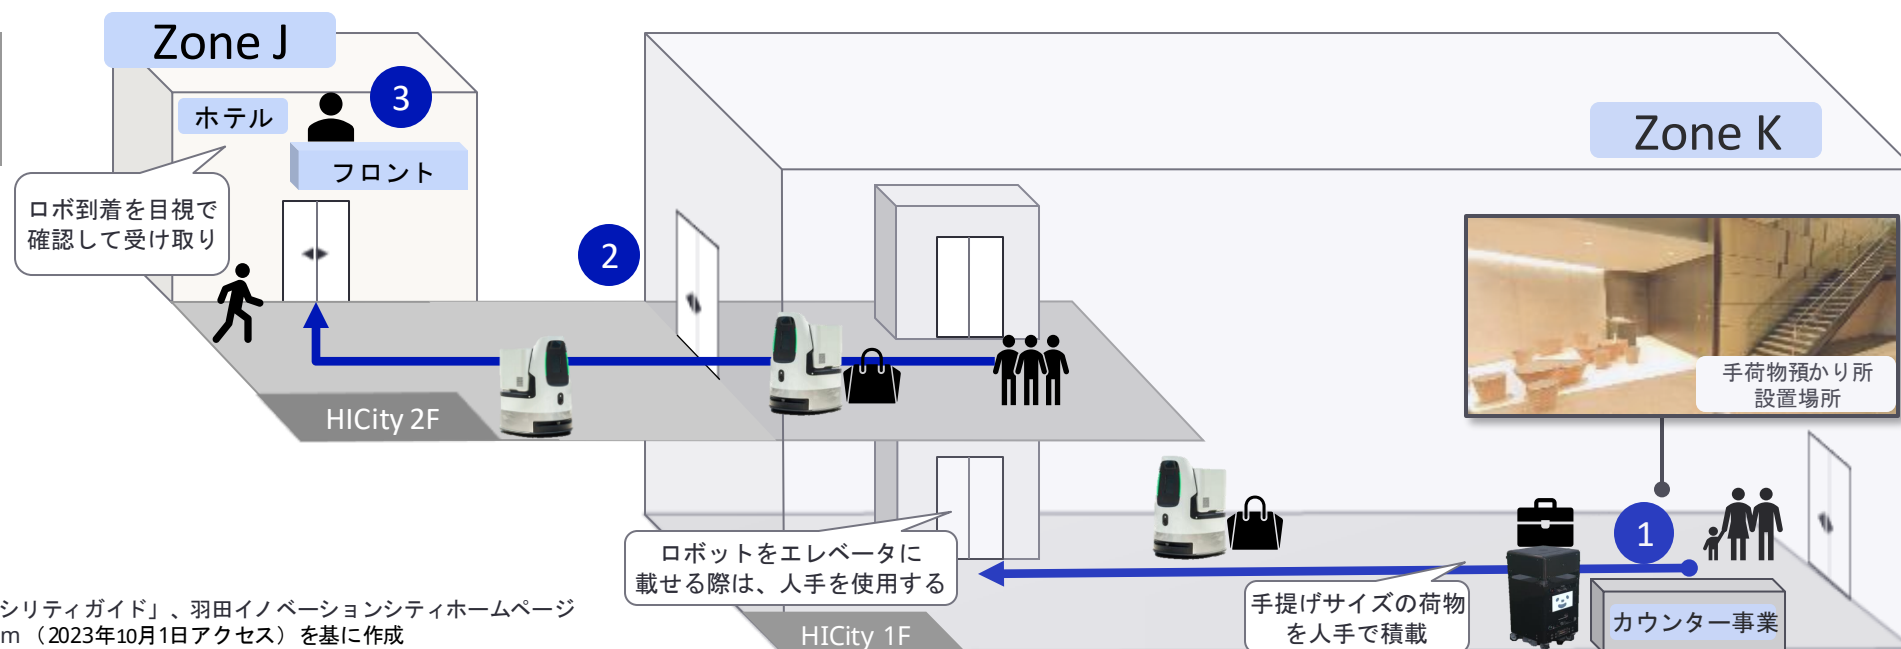 Zone J
3
ホテル
フロント
ロボ到着を目視で
確認して受け取り
2
Zone K
手荷物預かり所
設置場所
HICity 2F
ロボットをエレベータに
載せる際は、人手を使用する
1
手提げサイズの荷物
を人手で積載
カウンター事業
HICity 1F
シリティガイド」、羽田イノベーションシティホームページ
m（2023年10月1日アクセス）を基に作成